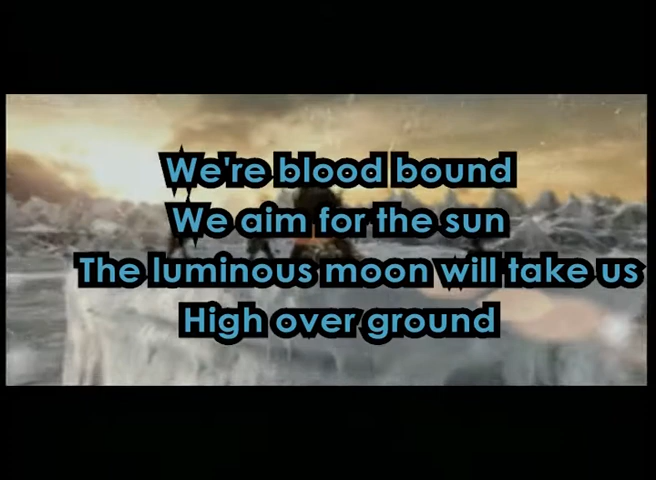 We're blood bound
We aim for the sun
The luminous moon will take us
High over ground